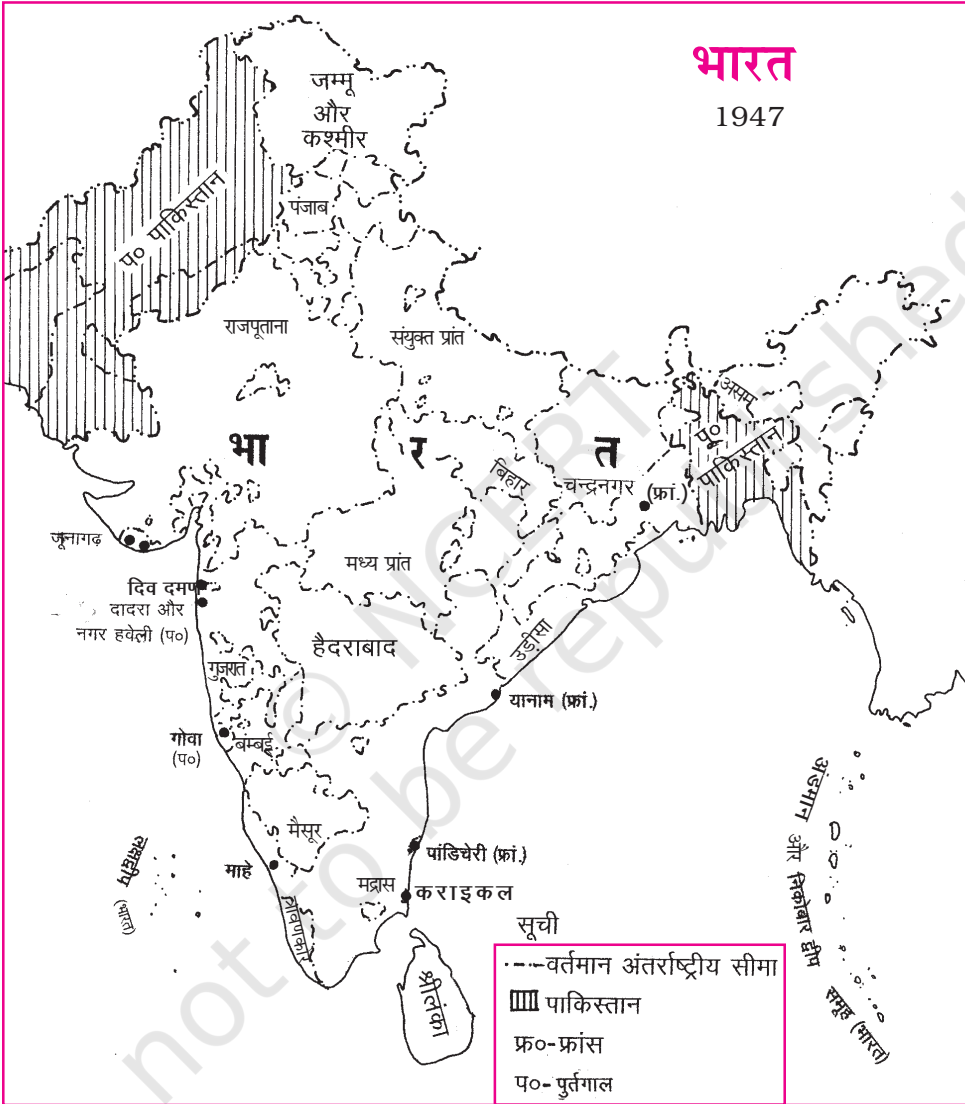 भारत
1947
जम्मू
और
कश्मीर
पंजाब
प० पाकिस्तान
राजपूताना
संयुक्त प्रांत
असम
पू०
पाकिस्तान
भा र त
बिहार
चन्द्रनगर (फ्रां.)
जूनागढ़
मध्य प्रांत
दिव दमण
दादरा और
नगर हवेली (प०)
हैदराबाद
उड़ीसा
गुजरात
यानाम (फ्रां.)
गोवा
(प०)
बम्बई
मैसूर
माहे
पांडिचेरी (फ्रां.)
मद्रास
कराइकल
त्रावणकोर
लक्षद्वीप
(भारत)
अंडमान और निकोबार द्वीप
समूह (भारत)
श्रीलंका
सूची
वर्तमान अंतर्राष्ट्रीय सीमा
पाकिस्तान
फ्र०-फ्रांस
प०-पुर्तगाल
© NCERT
not to be republished